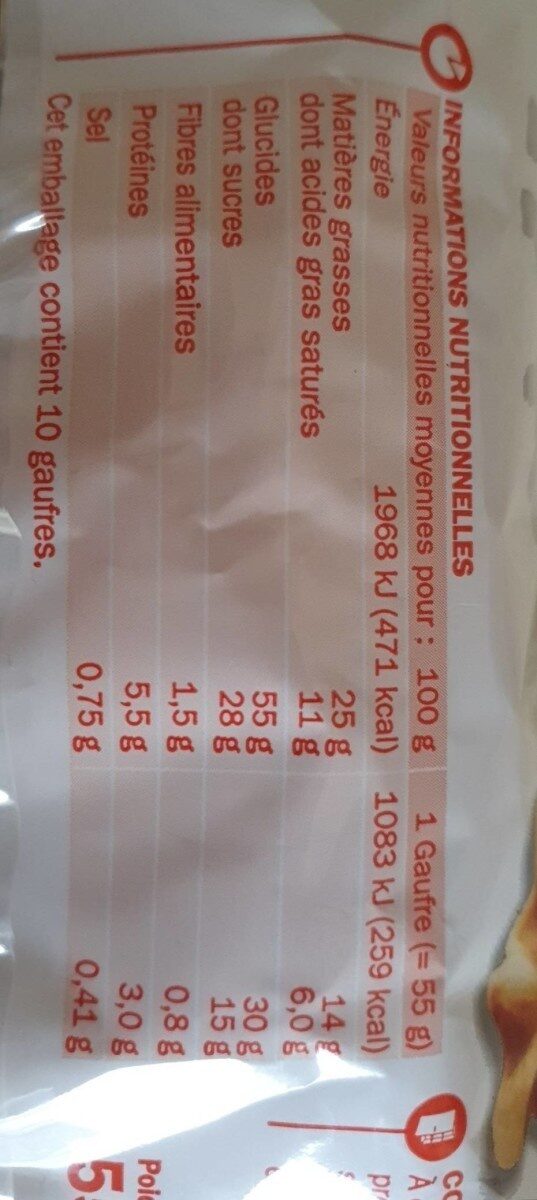 INFORMATIONS NUTRITIONNELLES
Valeurs nutritionnelles moyennes pour : 100 g 1 Gaufre (= 55 g)
Énergie 1968 kJ (471 kcal) 1083 kJ (259 kcal)
Matières grasses 25 g 14 g
dont acides gras saturés 11 g 6,0 g
Glucides 55 g 30 g
dont sucres 28 g 15 g
Fibres alimentaires 1,5 g 0,8 g
Protéines 5,5 g 3,0 g
Sel 0,75 g 0,41 g
Cet emballage contient 10 gaufres.
À